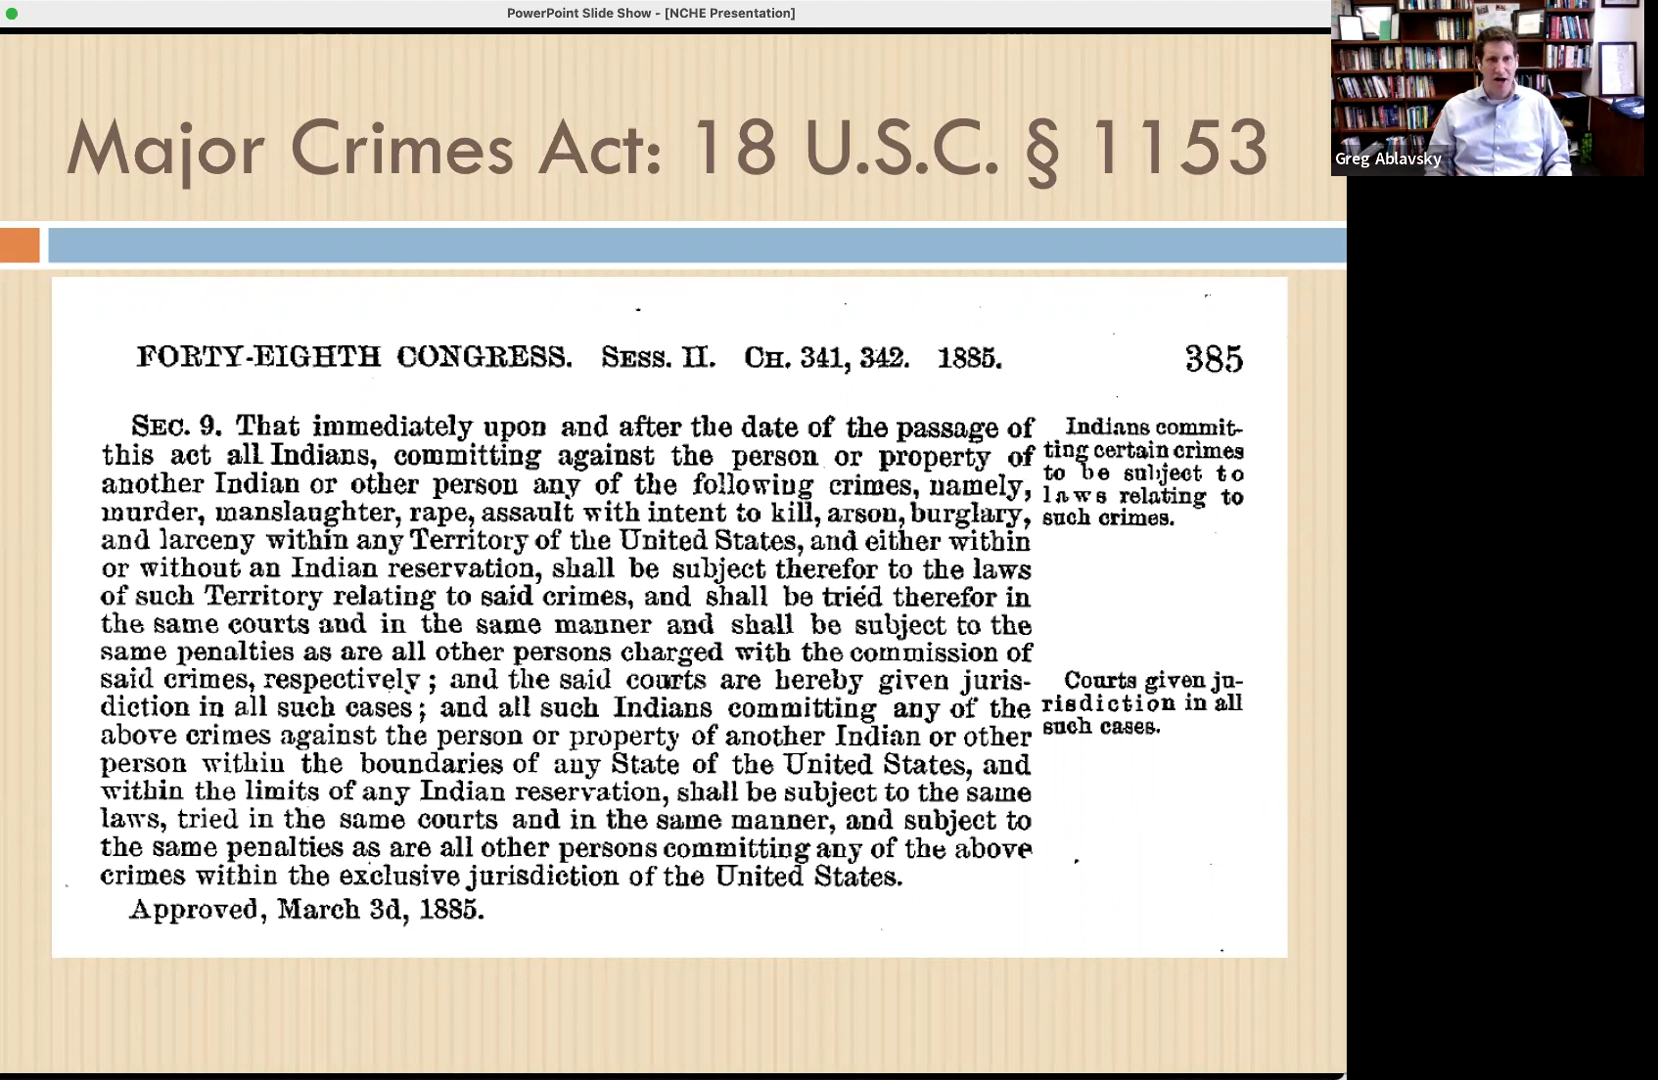 PowerPoint Slide Show - [NCHE Presentation]
Greg Ablavsky
Major Crimes Act: 18 U.S.C. § 1153
FORTY-EIGHTH CONGRESS. SESS. II. CH. 341, 342. 1885.
385
SEC. 9. That immediately upon and after the date of the passage of
this act all Indians, committing against the person or property of
another Indian or other person any of the following crimes, namely,
murder, manslaughter, rape, assault with intent to kill, arson, burglary,
and larceny within any Territory of the United States, and either within
or without an Indian reservation, shall be subject therefor to the laws
of such Territory relating to said crimes, and shall be tried therefor in
the same courts and in the same manner and shall be subject to the
same penalties as are all other persons charged with the commission of
said crimes, respectively; and the said courts are hereby given juris-
diction in all such cases; and all such Indians committing any of the
above crimes against the person or property of another Indian or other
person within the boundaries of any State of the United States, and
within the limits of any Indian reservation, shall be subject to the same
laws, tried in the same courts and in the same manner, and subject to
the same penalties as are all other persons committing any of the above
crimes within the exclusive jurisdiction of the United States.
Approved, March 3d, 1885.
Indians commit-
ting certain crimes
to be subject to
laws relating to
such crimes.
Courts given ju-
risdiction in all
such cases.